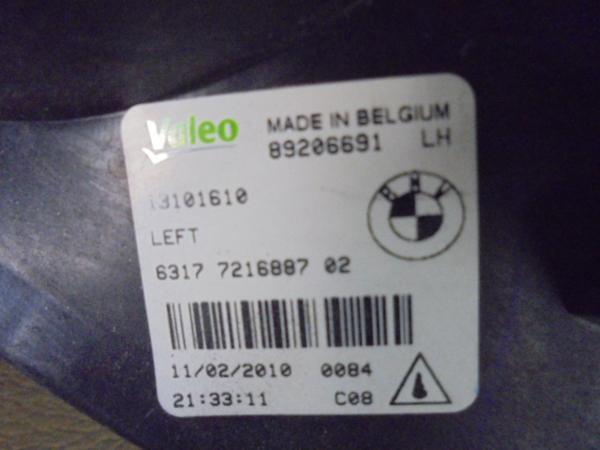 Valeo MADE IN BELGIUM
89206691 LH
13101610
BMW
LEFT
6317 7216887 02
11/02/2010 0084
21:33:11 C08